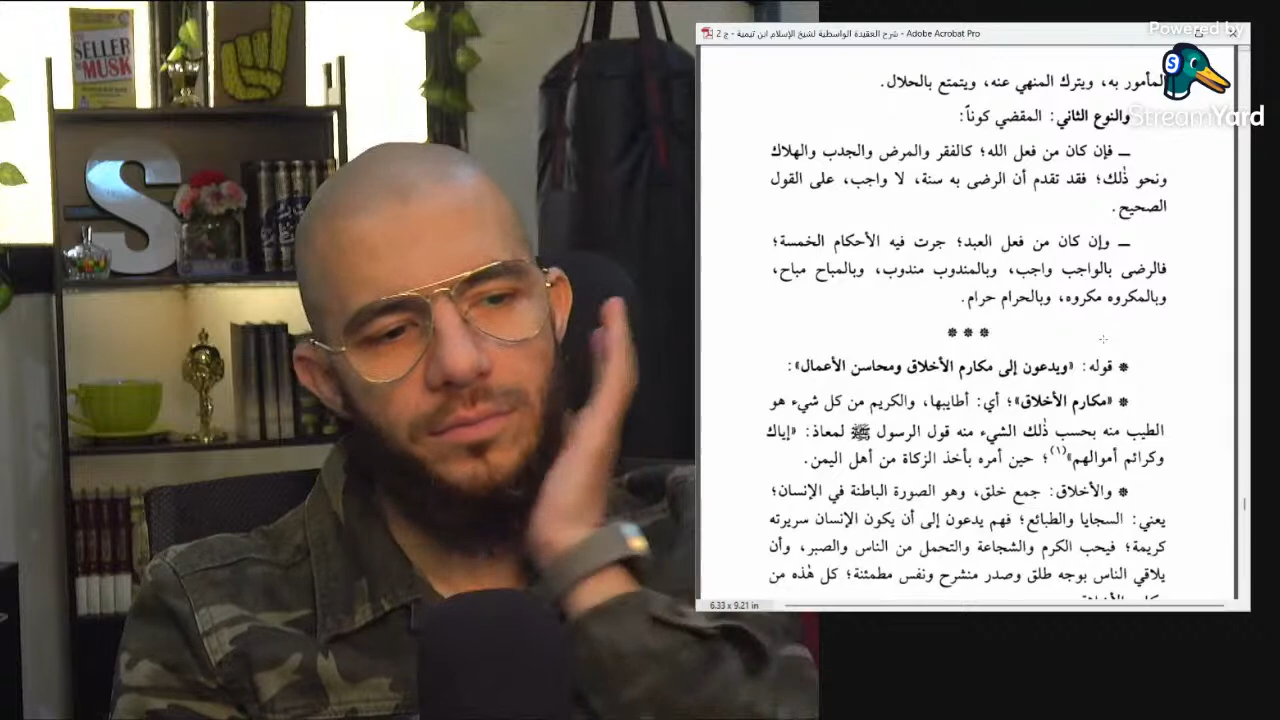 SELLER
MUSK
S
شرح العقيدة الواسطية لشيخ الإسلام ابن تيمية - ج 2 - Adobe Acrobat Pro
Powered by
S
StreamYard
المأمور به، ويترك المنهي عنه، ويتمتع بالحلال.
والنوع الثاني: المقضي كوناً:
ــ فإن كان من فعل الله؛ كالفقر والمرض والجدب والهلاك
ونحو ذٰلك؛ فقد تقدم أن الرضى به سنة، لا واجب، على القول
الصحيح.
ــ وإن كان من فعل العبد؛ جرت فيه الأحكام الخمسة؛
فالرضى بالواجب واجب، وبالمندوب مندوب، وبالمباح مباح،
وبالمكروه مكروه، وبالحرام حرام.
* * *
* قوله: «ويدعون إلى مكارم الأخلاق ومحاسن الأعمال»:
* «مكارم الأخلاق»؛ أي: أطايبها، والكريم من كل شيء هو
الطيب منه بحسب ذٰلك الشيء منه قول الرسول ﷺ لمعاذ: «إياك
وكرائم أموالهم»(١)؛ حين أمره بأخذ الزكاة من أهل اليمن.
* والأخلاق: جمع خلق، وهو الصورة الباطنة في الإنسان؛
يعني: السجايا والطبائع؛ فهم يدعون إلى أن يكون الإنسان سريرته
كريمة؛ فيحب الكرم والشجاعة والتحمل من الناس والصبر، وأن
يلاقي الناس بوجه طلق وصدر منشرح ونفس مطمئنة؛ كل هٰذه من
6.33 x 9.21 in